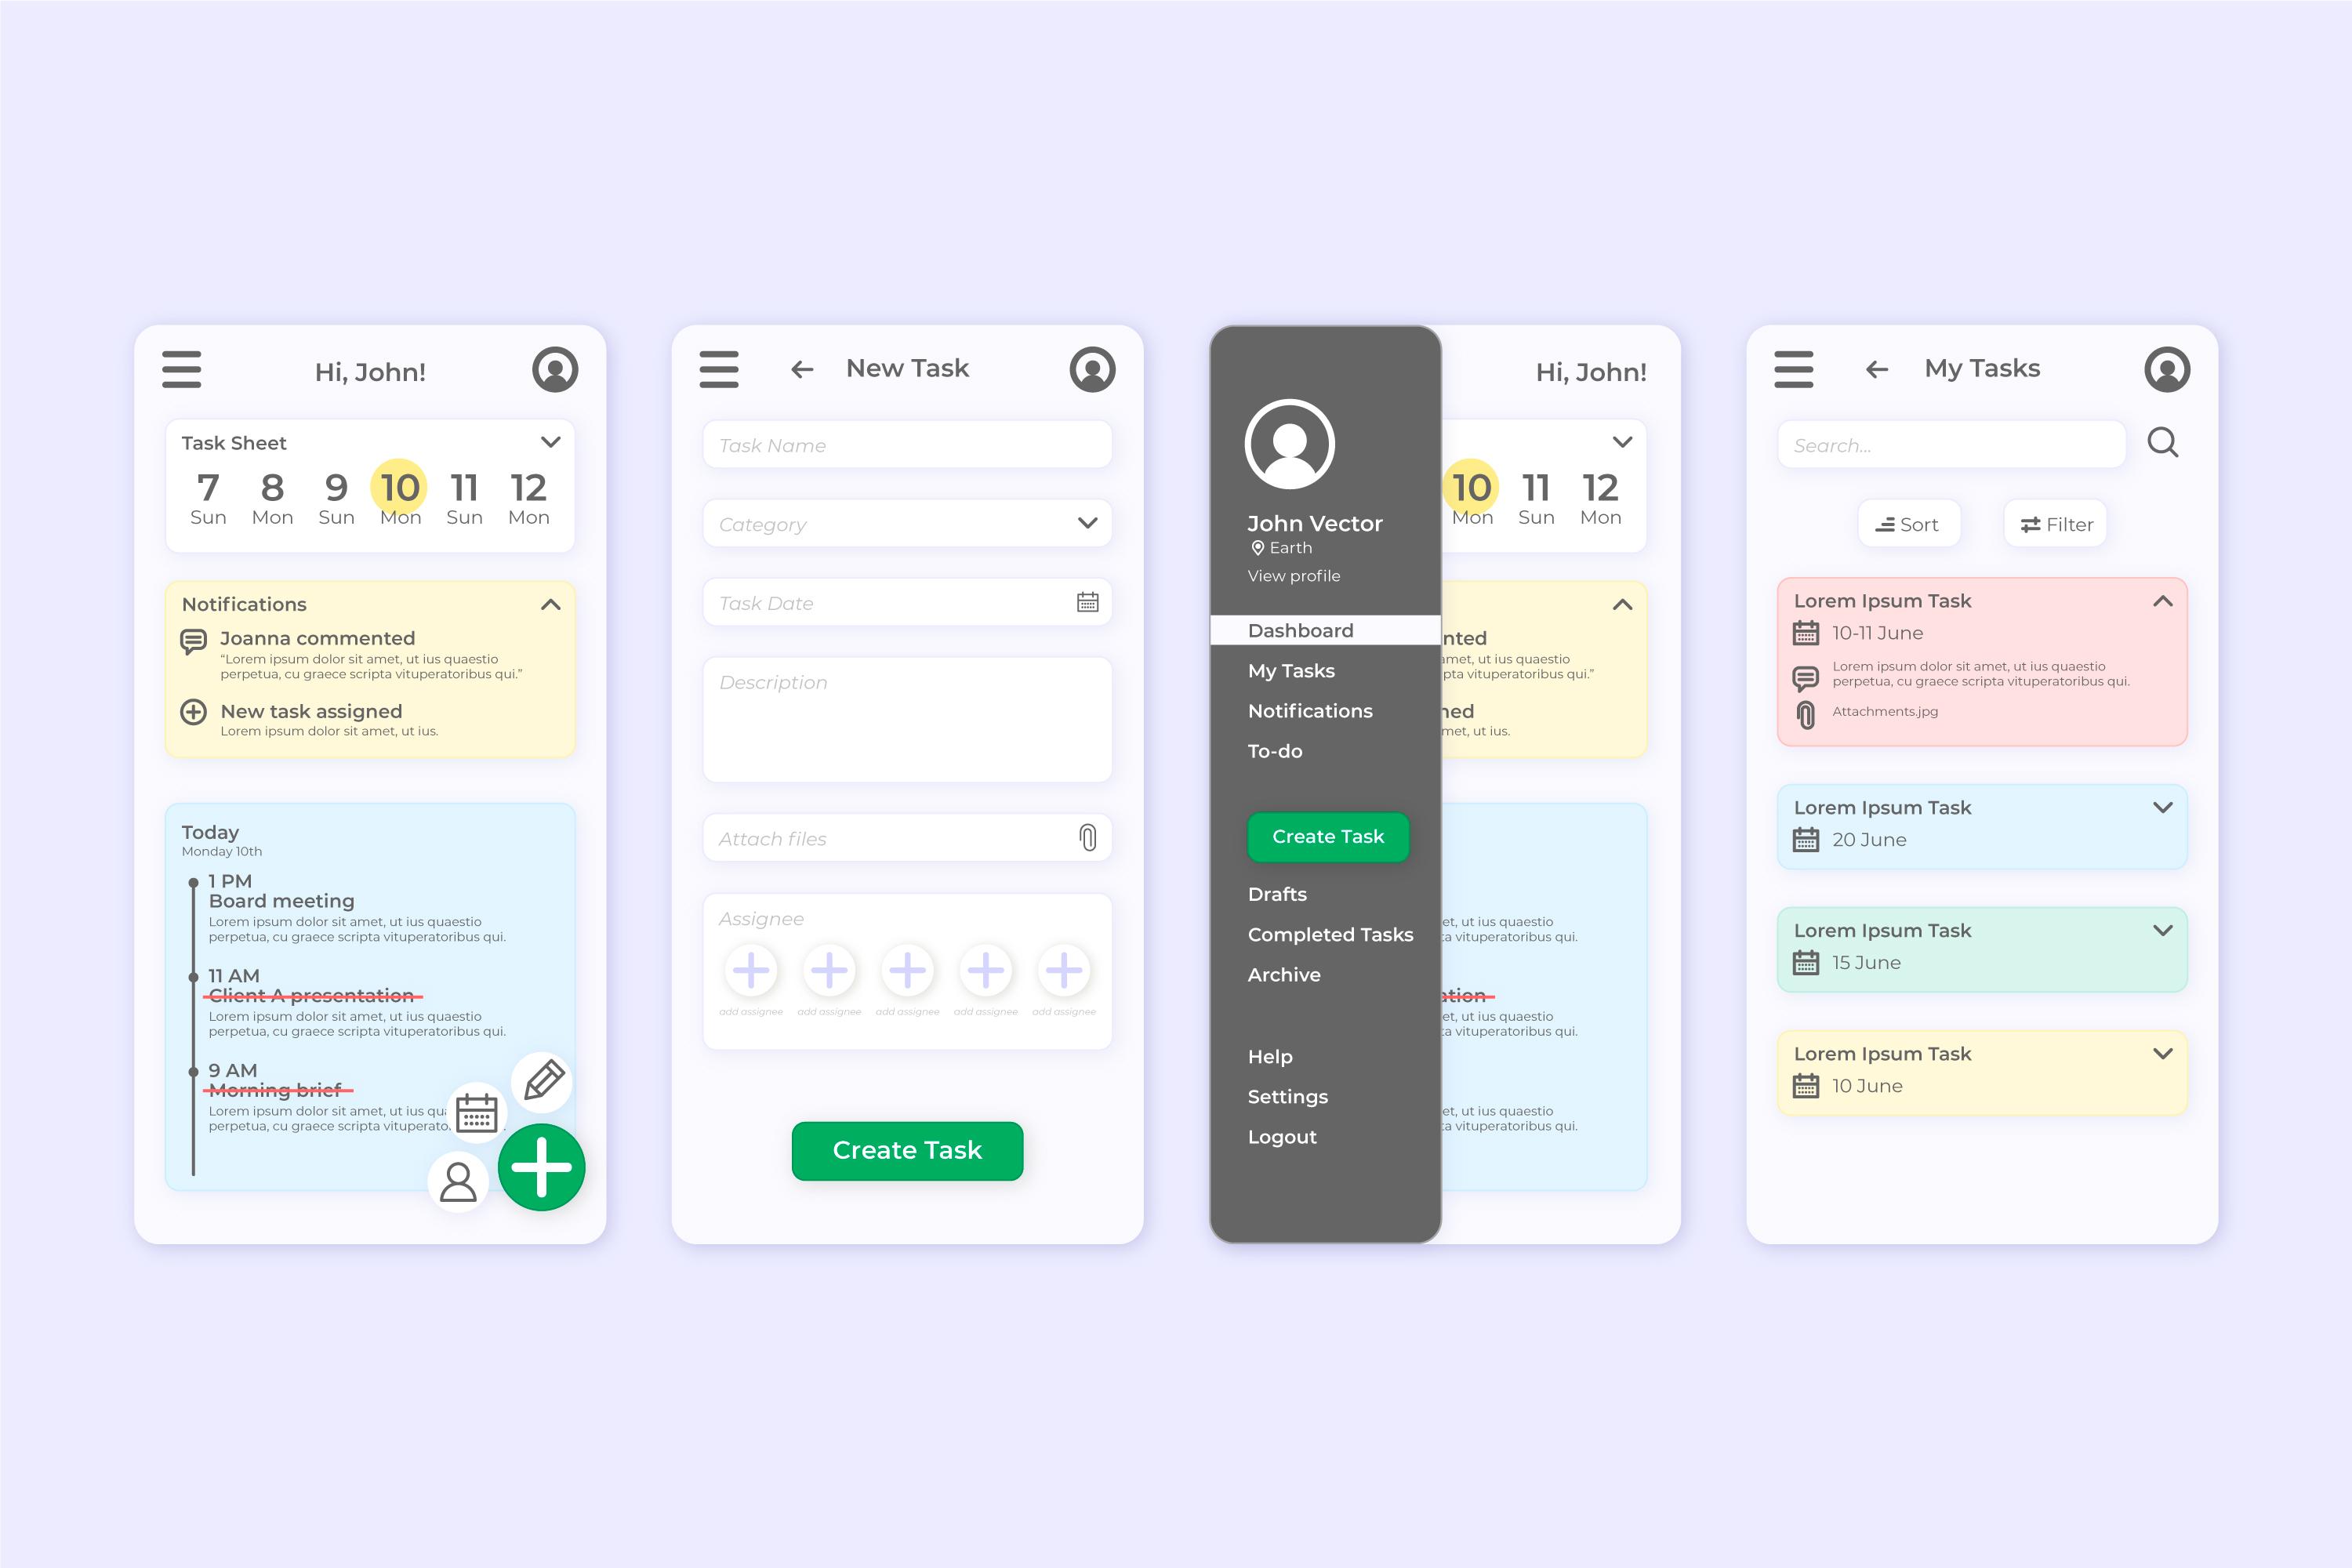 Hi, John!
Task Sheet
7 8 9 10 11 12
Sun Mon Sun Mon Sun Mon
Notifications
Joanna commented
“Lorem ipsum dolor sit amet, ut ius quaestio
perpetua, cu graece scripta vituperatoribus qui.”
New task assigned
Lorem ipsum dolor sit amet, ut ius.
Today
Monday 10th
1 PM
Board meeting
Lorem ipsum dolor sit amet, ut ius quaestio
perpetua, cu graece scripta vituperatoribus qui.
11 AM
Client A presentation
Lorem ipsum dolor sit amet, ut ius quaestio
perpetua, cu graece scripta vituperatoribus qui.
9 AM
Morning brief
Lorem ipsum dolor sit amet, ut ius
perpetua, cu graece scripta
New Task
Task Name
Category
Task Date
Description
Attach files
Assignee
add assignee add assignee add assignee add assignee add assignee
Create Task
John Vector
Earth
View profile
Dashboard
My Tasks
Notifications
To-do
Create Task
Drafts
Completed Tasks
Archive
Help
Settings
Logout
Hi, John!
10 11 12
Mon Sun Mon
nted
amet, ut ius quaestio
pta vituperatoribus qui.”
ned
met, ut ius.
et, ut ius quaestio
ta vituperatoribus qui.
ation
et, ut ius quaestio
ta vituperatoribus qui.
et, ut ius quaestio
ta vituperatoribus qui.
My Tasks
Search...
Sort Filter
Lorem Ipsum Task
10-11 June
Lorem ipsum dolor sit amet, ut ius quaestio
perpetua, cu graece scripta vituperatoribus qui.
Attachments.jpg
Lorem Ipsum Task
20 June
Lorem Ipsum Task
15 June
Lorem Ipsum Task
10 June